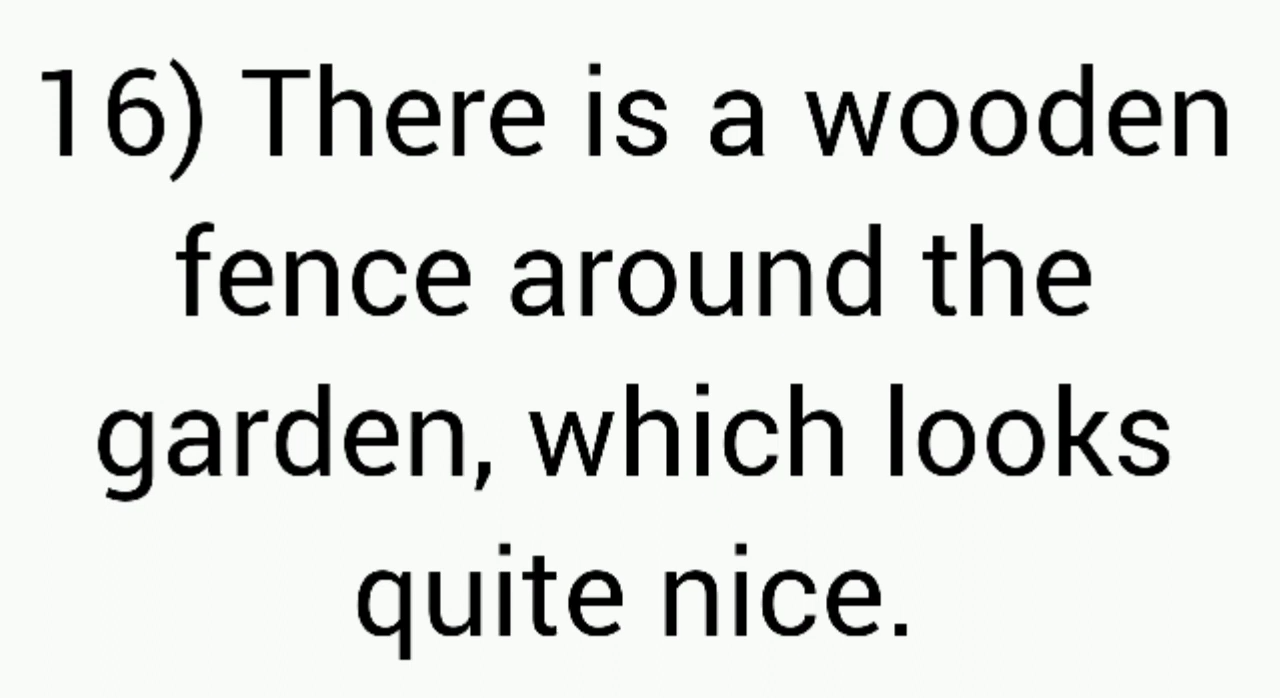 16) There is a wooden
fence around the
garden, which looks
quite nice.